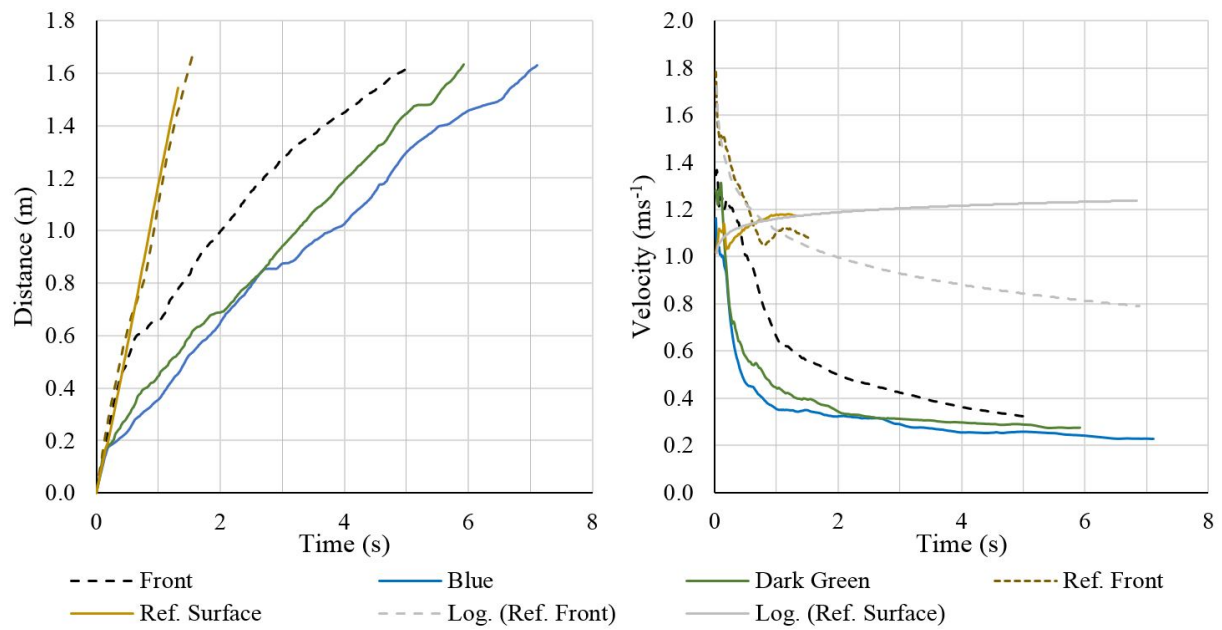 1.8
1.6
1.4
1.2
1.0
0.8
0.6
0.4
0.2
0.0
Distance (m)
0 2 4 6 8
Time (s)
2.0
1.8
1.6
1.4
1.2
1.0
0.8
0.6
0.4
0.2
0.0
Velocity (ms⁻¹)
0 2 4 6 8
Time (s)
Front Blue Dark Green Ref. Front
Ref. Surface Log. (Ref. Front) Log. (Ref. Surface)